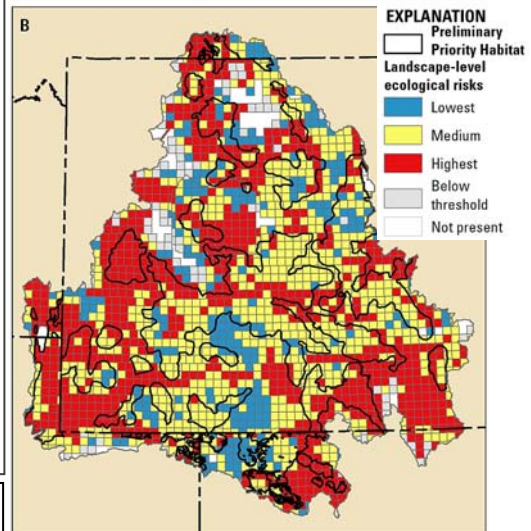 B
EXPLANATION
Preliminary
Priority Habitat
Landscape-level
ecological risks
Lowest
Medium
Highest
Below
threshold
Not present